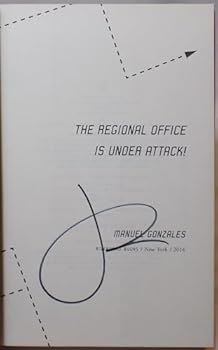 THE REGIONAL OFFICE
IS UNDER ATTACK!
MANUEL GONZALES
BOOKS / New York / 2016